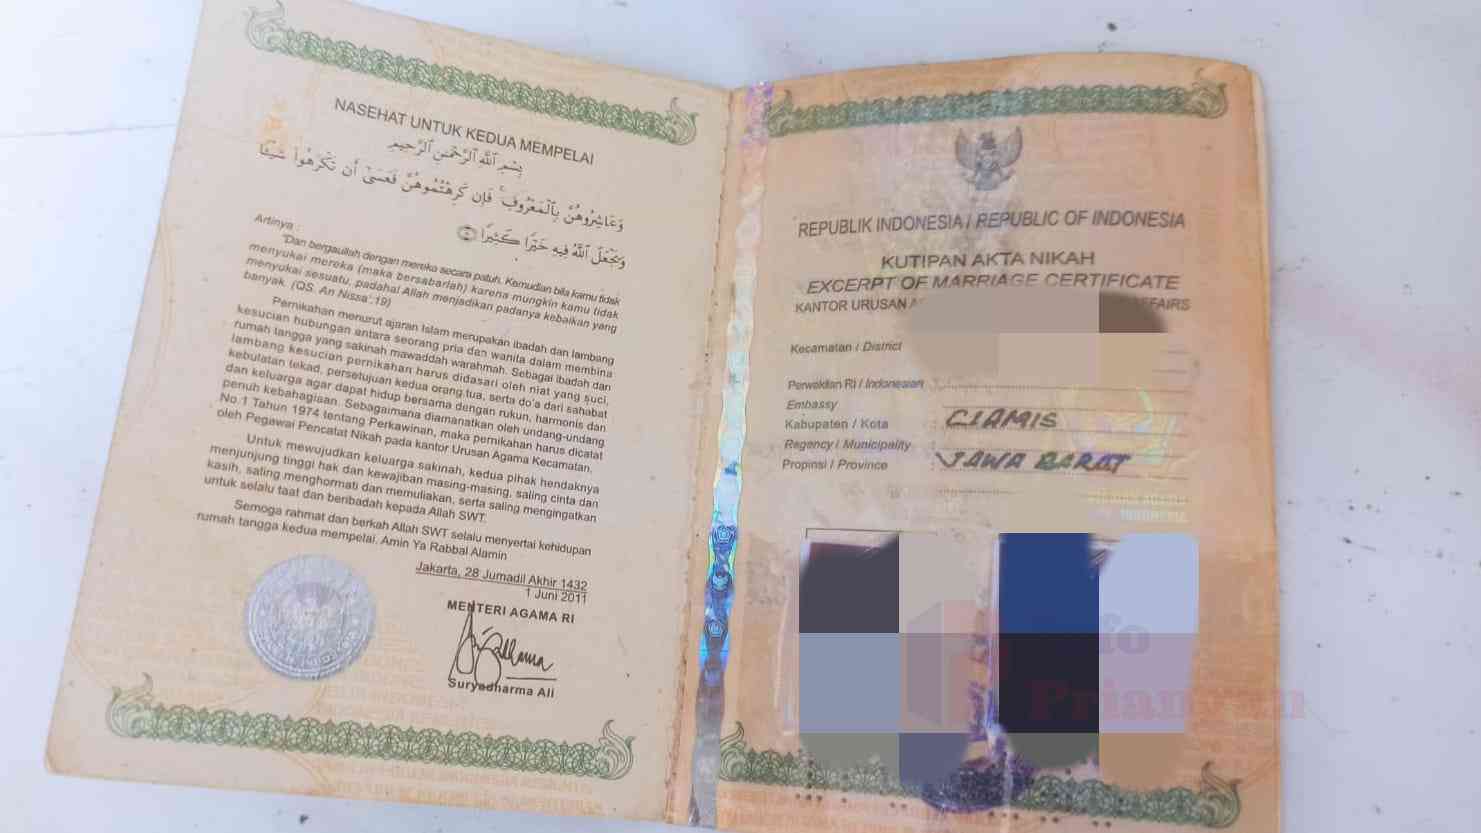 NASEHAT UNTUK KEDUA MEMPELAI
بِسْمِ اللَّهِ الرَّحْمَٰنِ الرَّحِيمِ
وَعَاشِرُوهُنَّ بِالْمَعْرُوفِ ۚ فَإِن كَرِهْتُمُوهُنَّ فَعَسَىٰ أَن تَكْرَهُوا شَيْئًا
وَيَجْعَلَ اللَّهُ فِيهِ خَيْرًا كَثِيرًا
Artinya :
"Dan bergaullah dengan mereka secara patuh. Kemudian bila kamu tidak
menyukai mereka (maka bersabarlah) karena mungkin kamu tidak
menyukai sesuatu, padahal Allah menjadikan padanya kebaikan yang
banyak. (QS. An Nissa':19)
Pernikahan menurut ajaran Islam merupakan ibadah dan lambang
kesucian hubungan antara seorang pria dan wanita dalam membina
rumah tangga yang sakinah mawaddah warahmah. Sebagai ibadah dan
lambang kesucian pernikahan harus didasari oleh niat yang suci,
kebulatan tekad, persetujuan kedua orang tua, serta do'a dari sahabat
dan keluarga agar dapat hidup bersama dengan rukun, harmonis dan
penuh kebahagiaan. Sebagaimana diamanatkan oleh undang-undang
No.1 Tahun 1974 tentang Perkawinan, maka pernikahan harus dicatat
oleh Pegawai Pencatat Nikah pada kantor Urusan Agama Kecamatan.
Untuk mewujudkan keluarga sakinah, kedua pihak hendaknya
menjunjung tinggi hak dan kewajiban masing-masing, saling cinta dan
kasih, saling menghormati dan memuliakan, serta saling mengingatkan
untuk selalu taat dan beribadah kepada Allah SWT.
Semoga rahmat dan berkah Allah SWT selalu menyertai kehidupan
rumah tangga kedua mempelai. Amin Ya Rabbal Alamin
Jakarta, 28 Jumadil Akhir 1432
1 Juni 2011
MENTERI AGAMA RI
Suryadharma Ali
REPUBLIK INDONESIA / REPUBLIC OF INDONESIA
KUTIPAN AKTA NIKAH
EXCERPT OF MARRIAGE CERTIFICATE
KANTOR URUSAN
Kecamatan / District
Perwakilan RI / Indonesian
Embassy
Kabupaten / Kota : CIAMIS
Regency / Municipality
Propinsi / Province : JAWA BARAT
INDONESIA
Info
Priangan